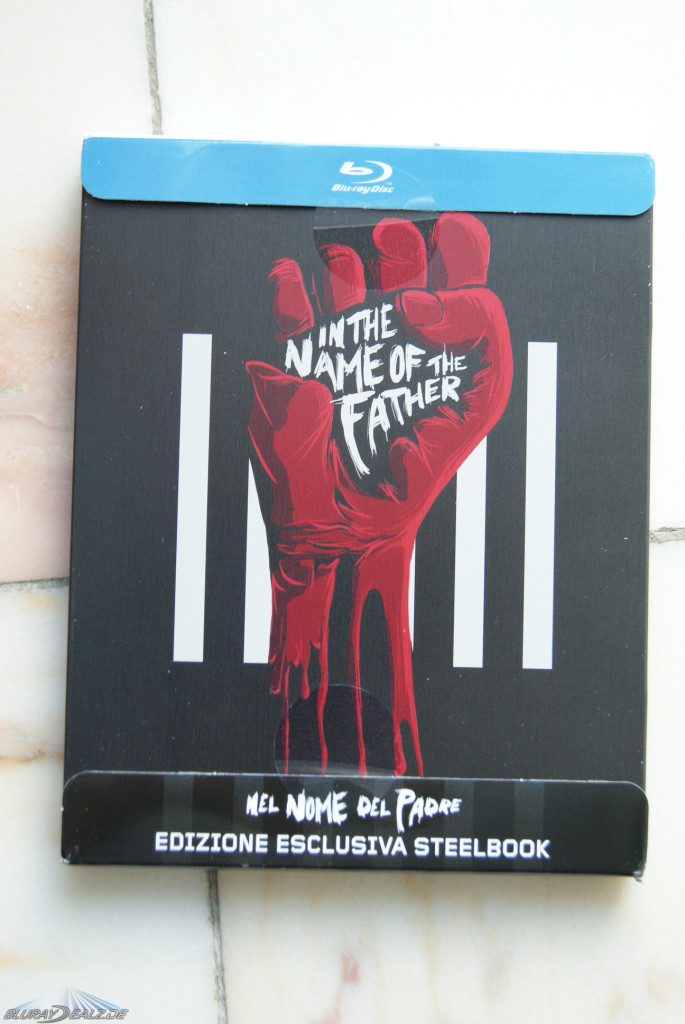 Blu-ray Disc
IN THE
NAME OF THE
FATHER
NEL NOME DEL PADRE
EDIZIONE ESCLUSIVA STEELBOOK
BLURAYDEALZ.DE